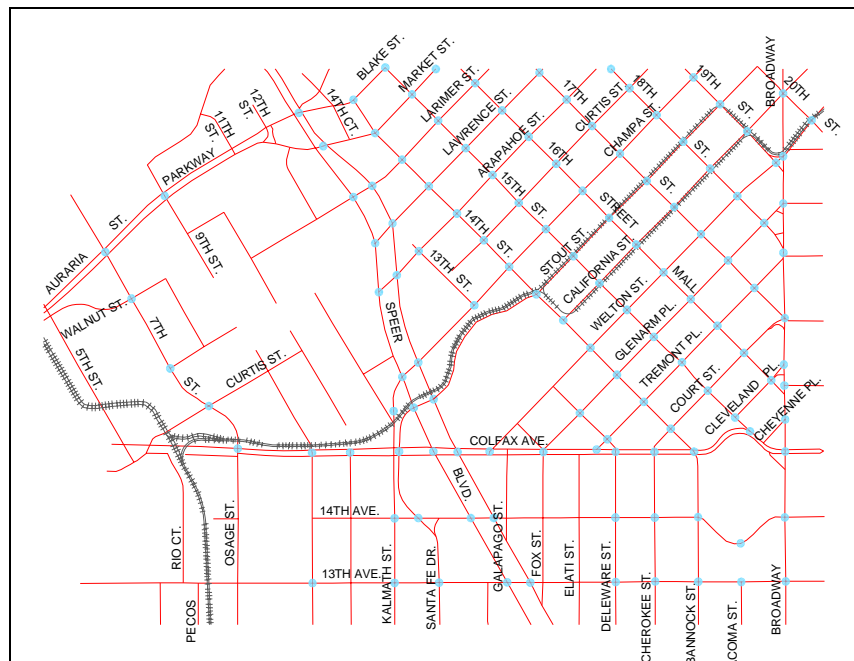 BLAKE ST.
MARKET ST.
LARIMER ST.
LAWRENCE ST.
ARAPAHOE ST.
CURTIS ST.
CHAMPA ST.
17TH
18TH
19TH
ST.
BROADWAY
20TH
ST.
11TH
ST.
12TH
ST.
14TH CT.
16TH
15TH
ST.
14TH
ST.
13TH ST.
STREET
MALL
ST.
AURARIA
ST.
PARKWAY
9TH ST.
WALNUT ST.
7TH
ST.
5TH ST.
CURTIS ST.
SPEER
BLVD.
STOUT ST.
CALIFORNIA ST.
WELTON ST.
GLENARM PL.
TREMONT PL.
COURT ST.
CLEVELAND PL.
CHEYENNE PL.
COLFAX AVE.
14TH AVE.
13TH AVE.
RIO CT.
OSAGE ST.
PECOS
KALMATH ST.
SANTA FE DR.
GALAPAGO ST.
FOX ST.
ELATI ST.
DELEWARE ST.
CHEROKEE ST.
BANNOCK ST.
ACOMA ST.
BROADWAY